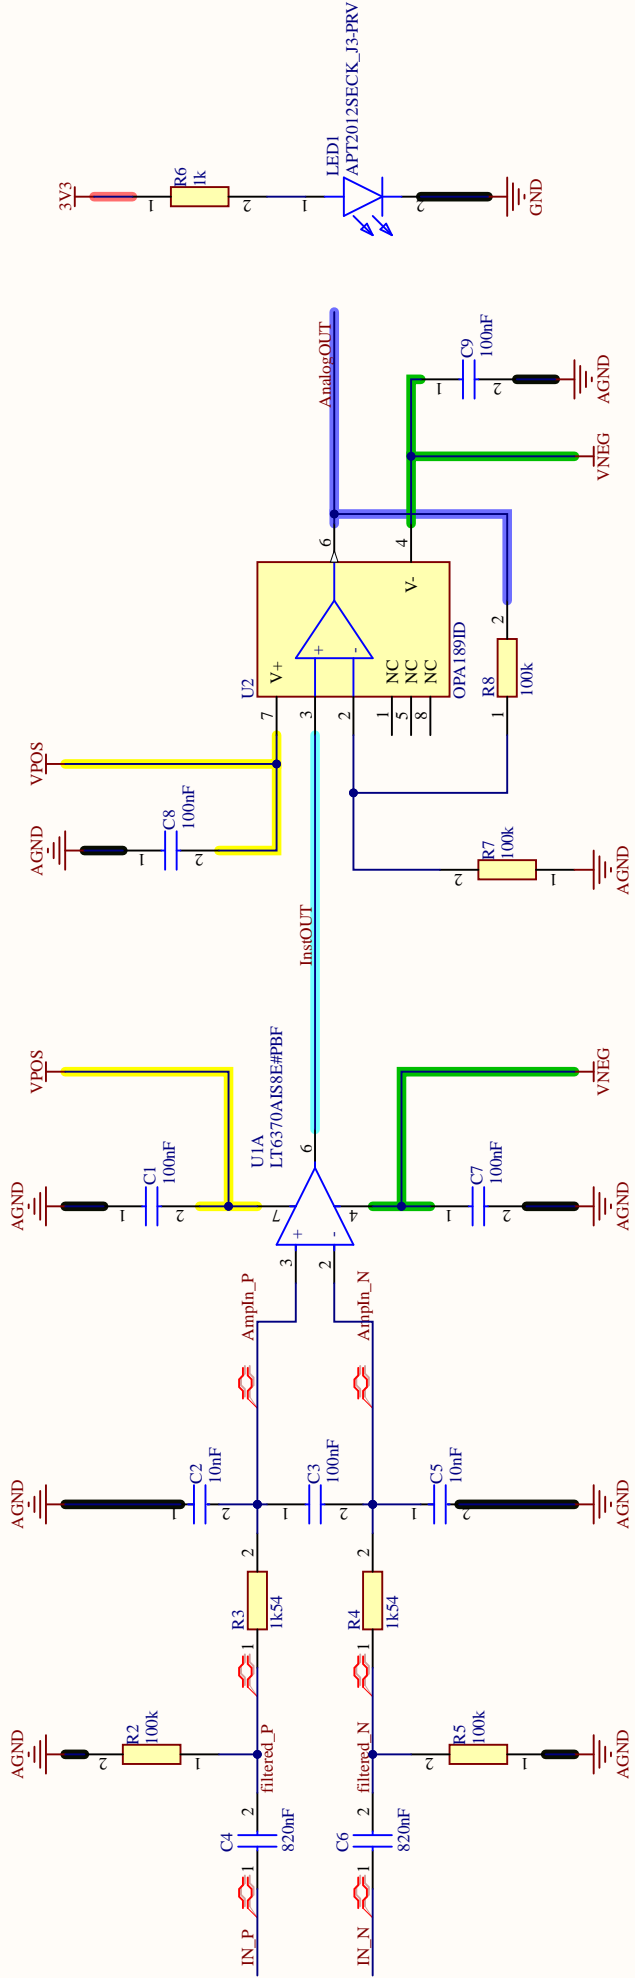 3V3
R6
1k
1
2
LED1
APT2012SECK_J3-PRV
1
2
GND
AnalogOUT
C9
100nF
1
2
AGND
VNEG
6
4
V-
V+
+
-
NC
NC
NC
U2
OPA189ID
7
3
2
1
5
8
R8
100k
2
1
VPOS
AGND
C8
100nF
1
2
R7
100k
2
1
AGND
InstOUT
VPOS
VNEG
U1A
LT6370AIS8E#PBF
6
7
4
+
-
3
2
AGND
C1
100nF
1
2
C7
100nF
1
2
AGND
AmpIn_P
AmpIn_N
AGND
C2
10nF
1
2
C3
100nF
1
2
C5
10nF
1
2
AGND
R3
1k54
1
2
R4
1k54
1
2
AGND
R2
100k
2
1
filtered_P
filtered_N
R5
100k
2
1
AGND
C4
820nF
1
2
C6
820nF
1
2
IN_P
IN_N